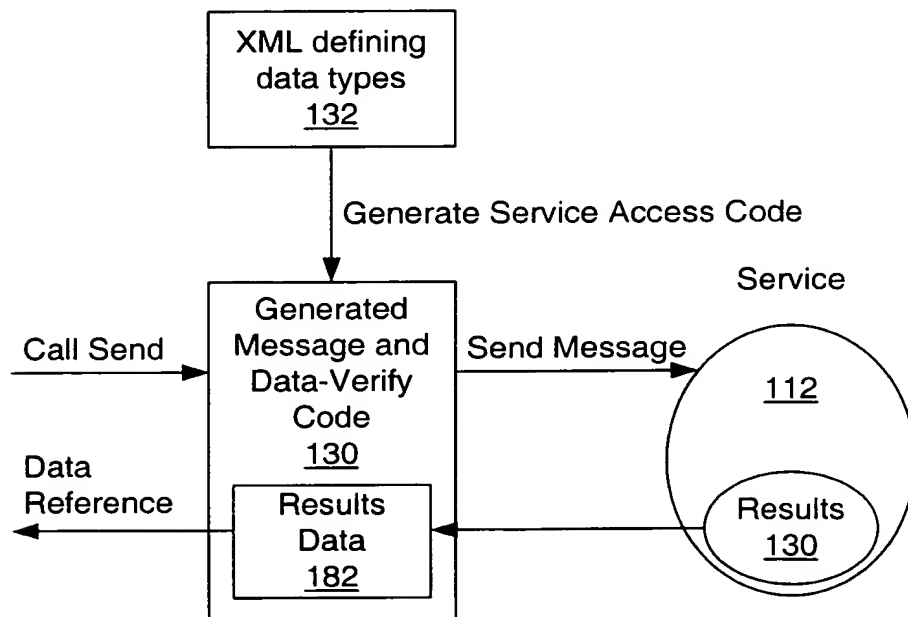 XML defining
data types
132
Generate Service Access Code
Service
Call Send
Generated
Message and
Data-Verify
Code
130
Send Message
112
Data
Reference
Results
Data
182
Results
130